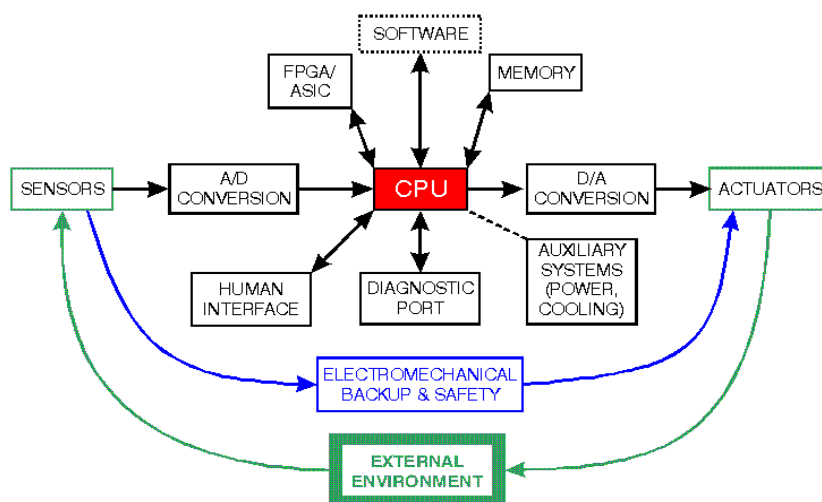 SOFTWARE
FPGA/
ASIC
MEMORY
SENSORS
A/D
CONVERSION
CPU
D/A
CONVERSION
ACTUATORS
HUMAN
INTERFACE
DIAGNOSTIC
PORT
AUXILIARY
SYSTEMS
(POWER,
COOLING)
ELECTROMECHANICAL
BACKUP & SAFETY
EXTERNAL
ENVIRONMENT